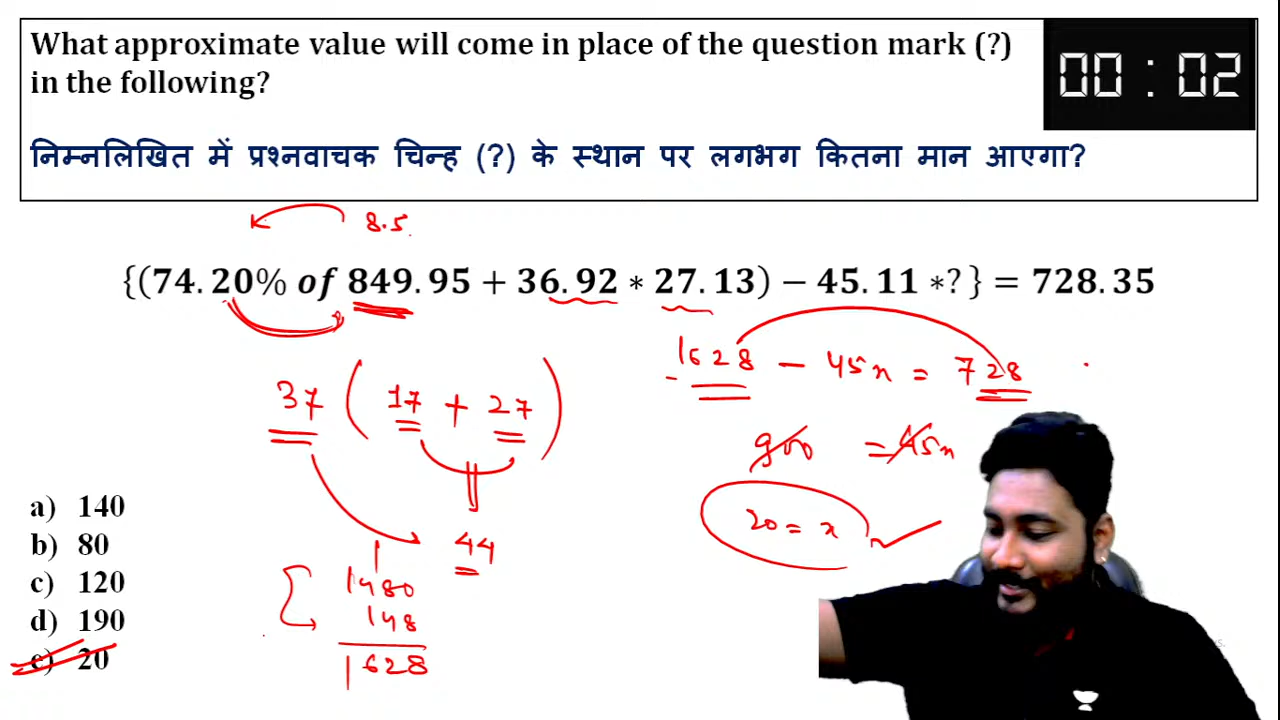 What approximate value will come in place of the question mark (?)
in the following?
00 : 02
निम्नलिखित में प्रश्नवाचक चिन्ह (?) के स्थान पर लगभग कितना मान आएगा?
8.5
{(74.20% of 849.95 + 36.92 * 27.13) − 45.11 *? } = 728.35
1628 − 45x = 728
37 ( 17 + 27 )
900 = 45x
20 = x
44
1480
148
1628
a) 140
b) 80
c) 120
d) 190
e) 20